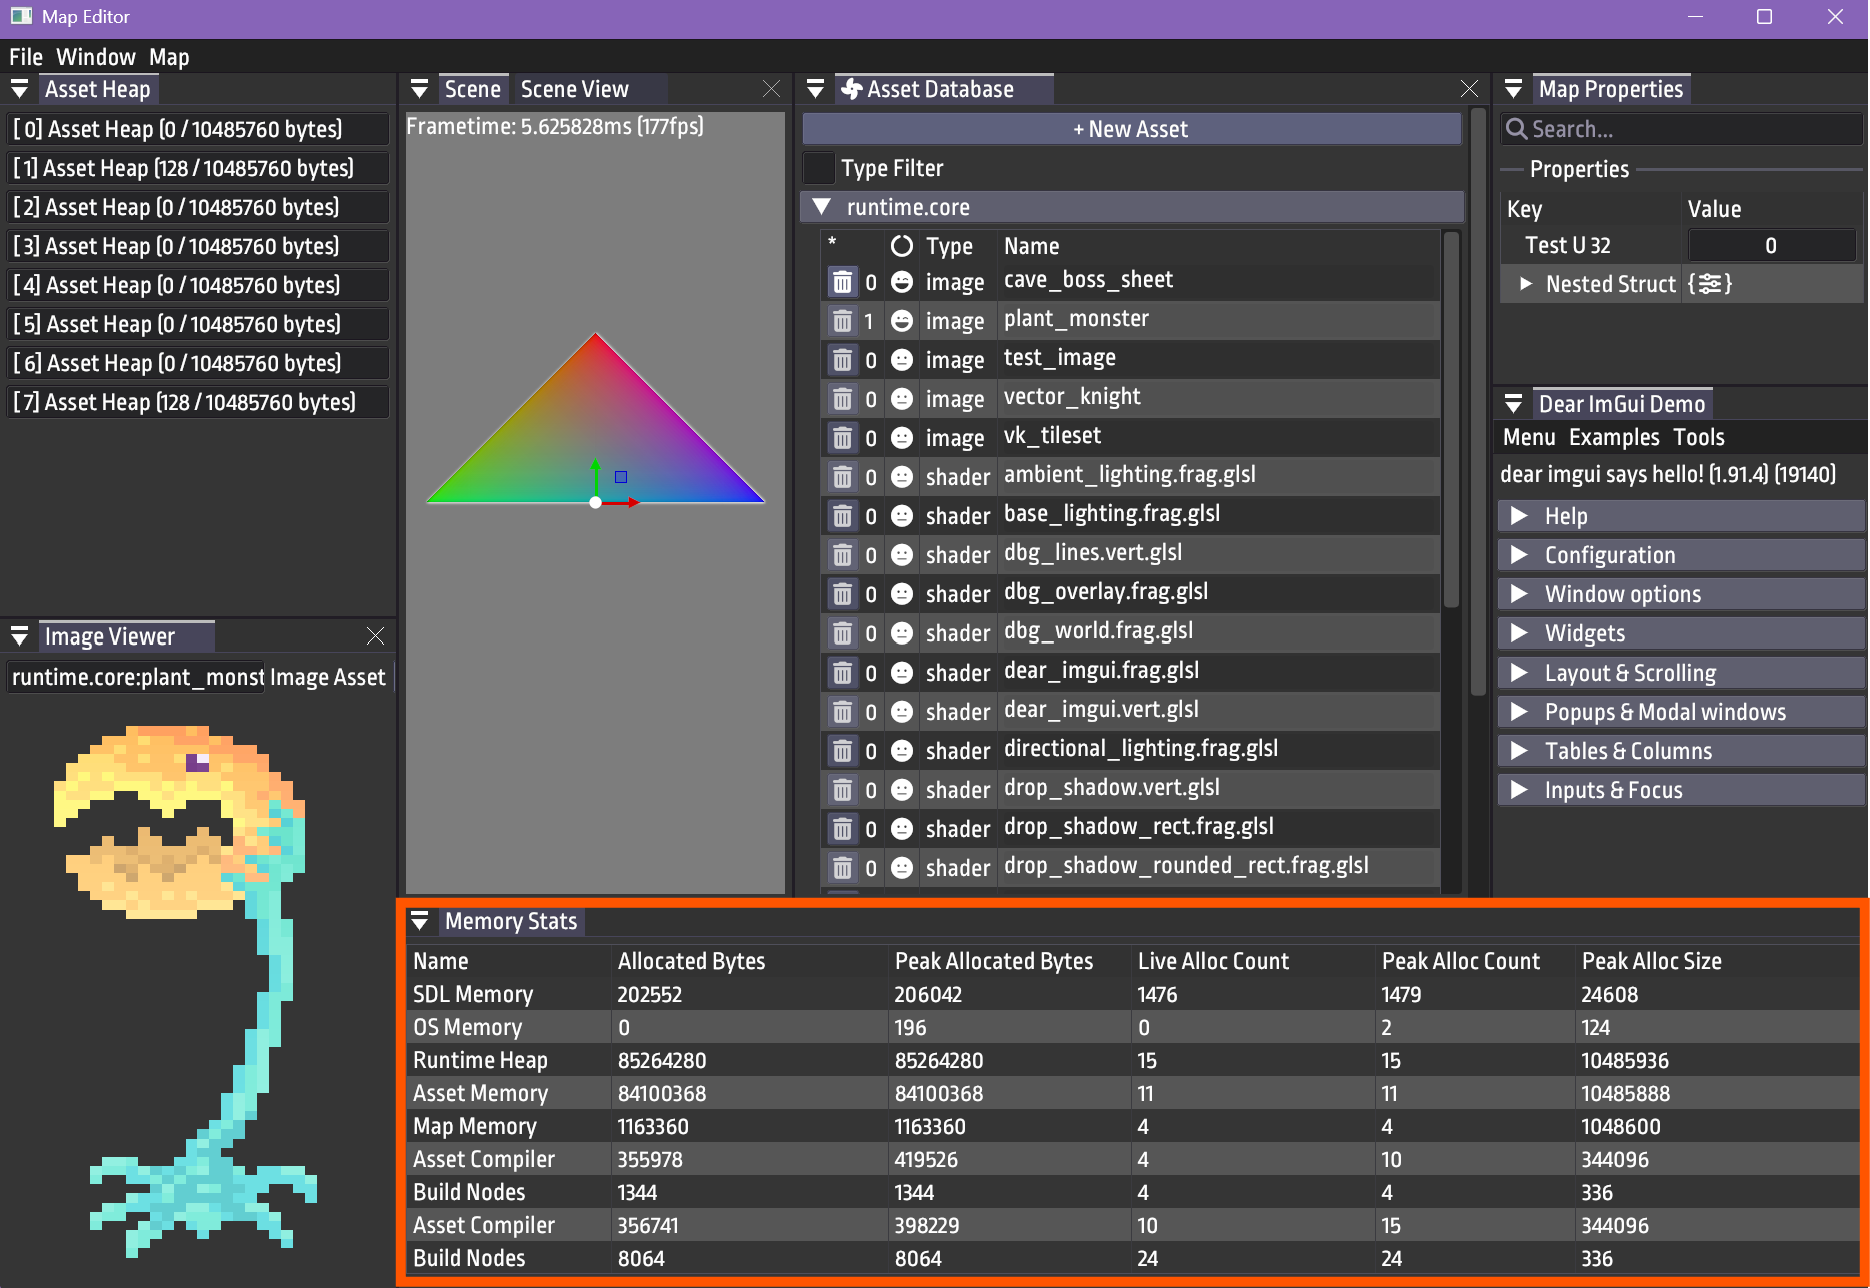 Map Editor
File Window Map
Asset Heap
[0] Asset Heap (0 / 10485760 bytes)
[1] Asset Heap (128 / 10485760 bytes)
[2] Asset Heap (0 / 10485760 bytes)
[3] Asset Heap (0 / 10485760 bytes)
[4] Asset Heap (0 / 10485760 bytes)
[5] Asset Heap (0 / 10485760 bytes)
[6] Asset Heap (0 / 10485760 bytes)
[7] Asset Heap (128 / 10485760 bytes)
Image Viewer
runtime.core:plant_monst Image Asset
Scene Scene View
Frametime: 5.625828ms (177fps)
Asset Database
+ New Asset
Type Filter
runtime.core
* Type Name
0 image cave_boss_sheet
1 image plant_monster
0 image test_image
0 image vector_knight
0 image vk_tileset
0 shader ambient_lighting.frag.glsl
0 shader base_lighting.frag.glsl
0 shader dbg_lines.vert.glsl
0 shader dbg_overlay.frag.glsl
0 shader dbg_world.frag.glsl
0 shader dear_imgui.frag.glsl
0 shader dear_imgui.vert.glsl
0 shader directional_lighting.frag.glsl
0 shader drop_shadow.vert.glsl
0 shader drop_shadow_rect.frag.glsl
0 shader drop_shadow_rounded_rect.frag.glsl
Map Properties
Search...
Properties
Key Value
Test U 32 0
Nested Struct {}
Dear ImGui Demo
Menu Examples Tools
dear imgui says hello! (1.91.4) (19140)
Help
Configuration
Window options
Widgets
Layout & Scrolling
Popups & Modal windows
Tables & Columns
Inputs & Focus
Memory Stats
Name Allocated Bytes Peak Allocated Bytes Live Alloc Count Peak Alloc Count Peak Alloc Size
SDL Memory 202552 206042 1476 1479 24608
OS Memory 0 196 0 2 124
Runtime Heap 85264280 85264280 15 15 10485936
Asset Memory 84100368 84100368 11 11 10485888
Map Memory 1163360 1163360 4 4 1048600
Asset Compiler 355978 419526 4 10 344096
Build Nodes 1344 1344 4 4 336
Asset Compiler 356741 398229 10 15 344096
Build Nodes 8064 8064 24 24 336